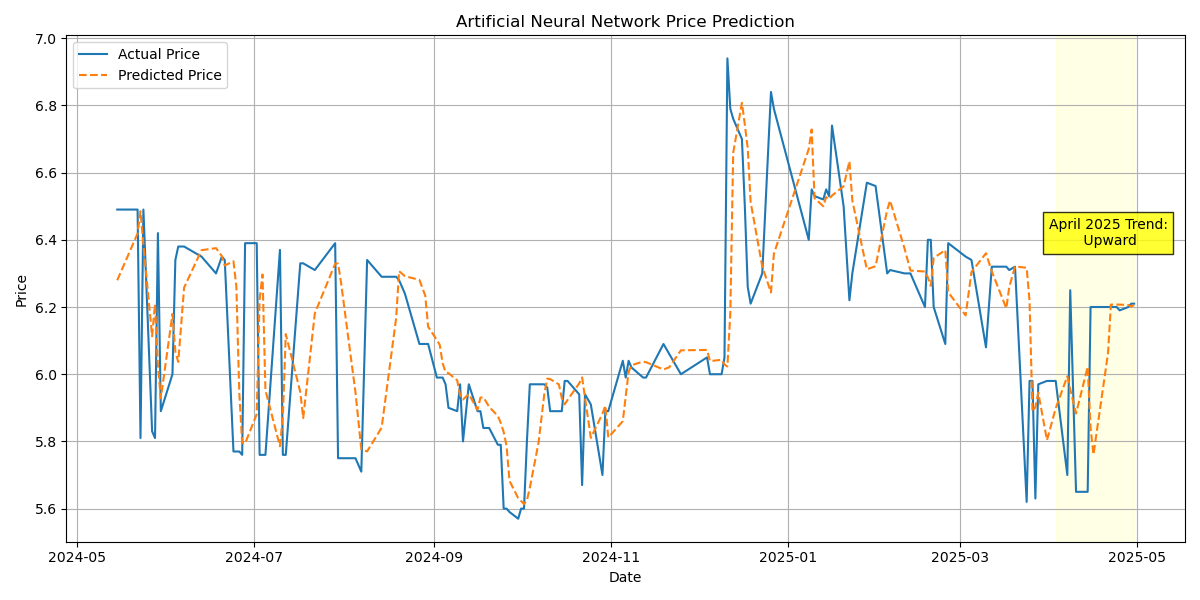 Artificial Neural Network Price Prediction
Actual Price
Predicted Price
7.0
6.8
6.6
6.4
6.2
6.0
5.8
5.6
Price
April 2025 Trend:
Upward
2024-05
2024-07
2024-09
2024-11
2025-01
2025-03
2025-05
Date